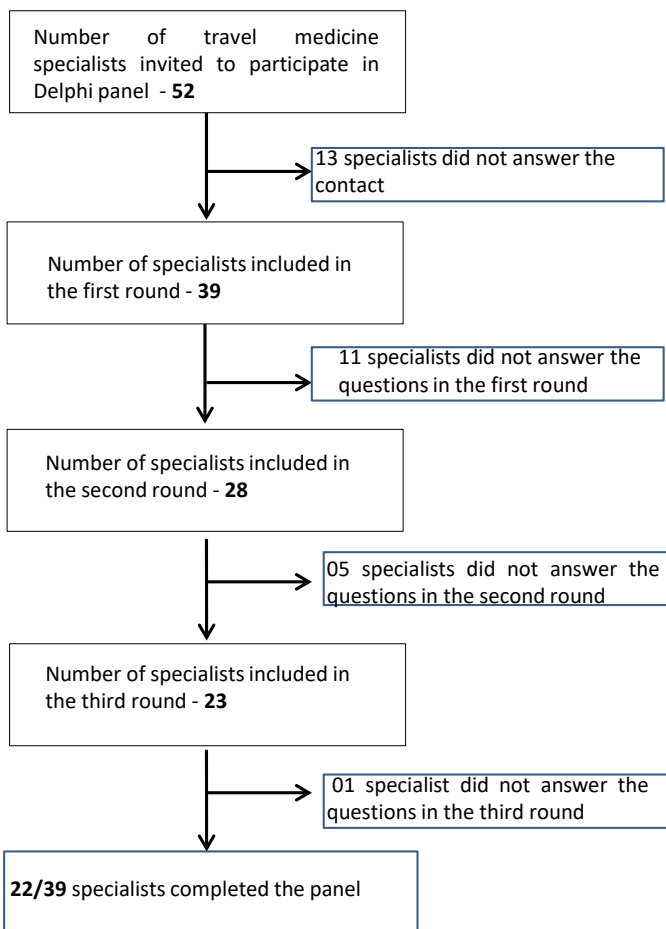 Number of travel medicine
specialists invited to participate in
Delphi panel - 52
13 specialists did not answer the
contact
Number of specialists included in
the first round - 39
11 specialists did not answer the
questions in the first round
Number of specialists included in
the second round - 28
05 specialists did not answer the
questions in the second round
Number of specialists included in
the third round - 23
01 specialist did not answer the
questions in the third round
22/39 specialists completed the panel